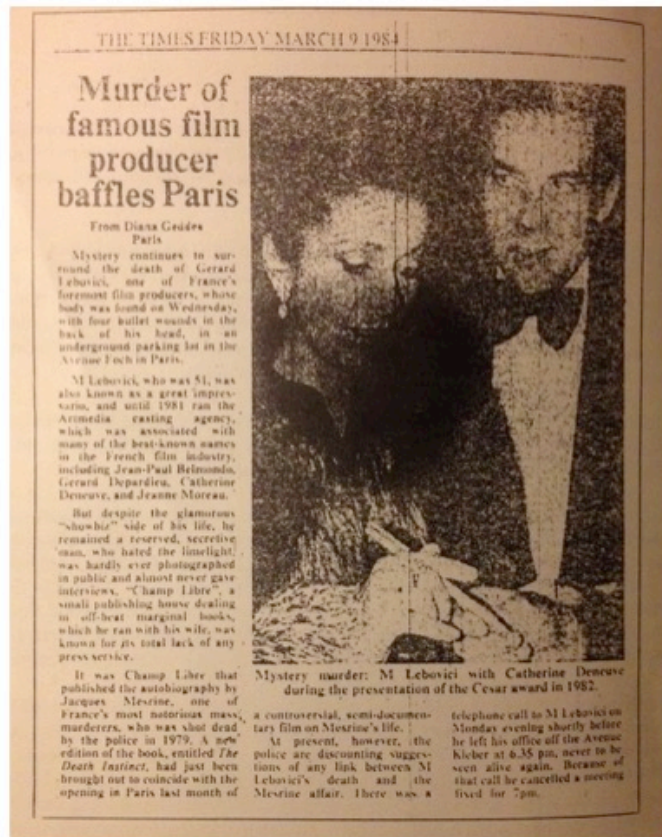 THE TIMES FRIDAY MARCH 9 1984
Murder of
famous film
producer
baffles Paris
From Diana Geddes
Paris
Mystery continues to sur-
round the death of Gerard
Lebovici, one of France's
foremost film producers, whose
body was found on Wednesday,
with four bullet wounds in the
back of his head, in an
underground parking lot in the
Avenue Foch in Paris.
M Lebovici, who was 51, was
also known as a great impres-
sario, and until 1981 ran the
Artmedia casting agency,
which was associated with
many of the best-known names
in the French film industry,
including Jean-Paul Belmondo,
Gerard Depardieu, Catherine
Deneuve, and Jeanne Moreau.
But despite the glamorous
"showbiz" side of his life, he
remained a reserved, secretive
man, who hated the limelight,
was hardly ever photographed
in public and almost never gave
interviews. "Champ Libre", a
small publishing house dealing
in off-beat marginal books,
which he ran with his wife, was
known for its total lack of any
press service.
It was Champ Libre that
published the autobiography by
Jacques Mesrine, one of
France's most notorious mass
murderers, who was shot dead
by the police in 1979. A new
edition of the book, entitled The
Death Instinct, had just been
brought out to coincide with the
opening in Paris last month of
Mystery murder: M Lebovici with Catherine Deneuve
during the presentation of the Cesar award in 1982.
a controversial, semi-documen-
tary film on Mesrine's life.
At present, however, the
police are discounting sugges-
tions of any link between M
Lebovici's death and the
Mesrine affair. There was a
telephone call to M Lebovici on
Monday evening shortly before
he left his office off the Avenue
Kleber at 6.35 pm, never to be
seen alive again. Because of
that call he cancelled a meeting
fixed for 7pm.